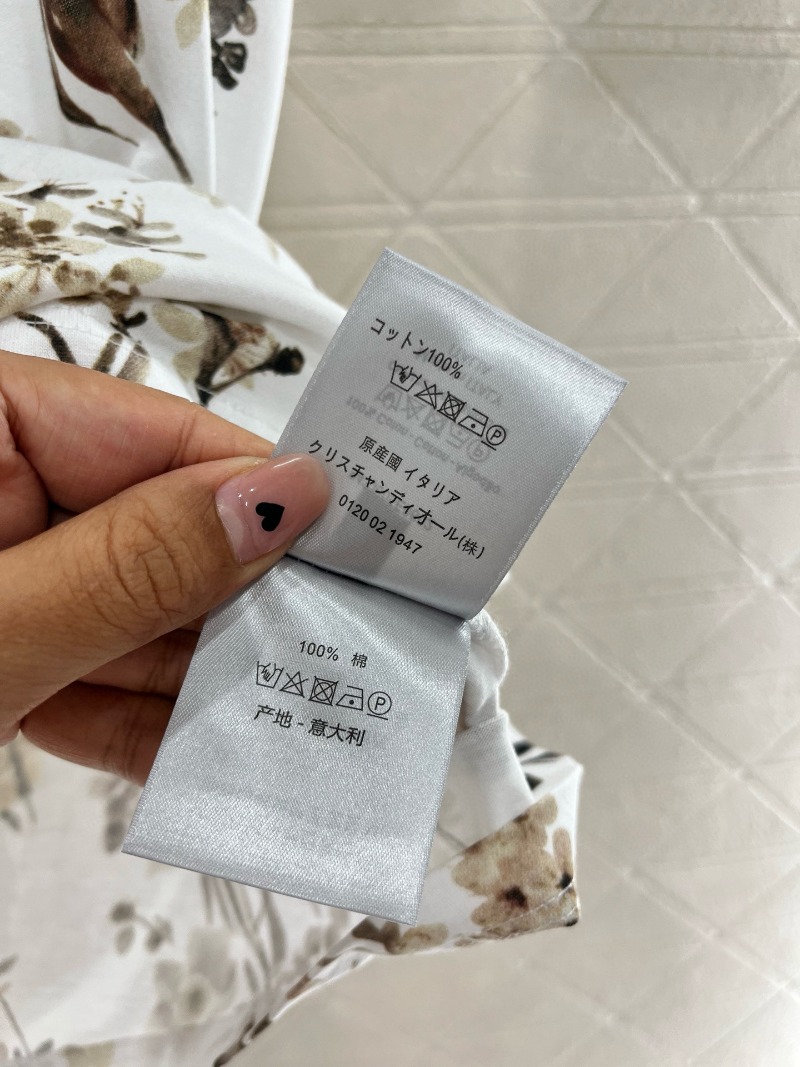 コットン100%
原産國 イタリア
クリスチャンディオール(株)
0120 02 1947
100% 棉
P
产地 - 意大利